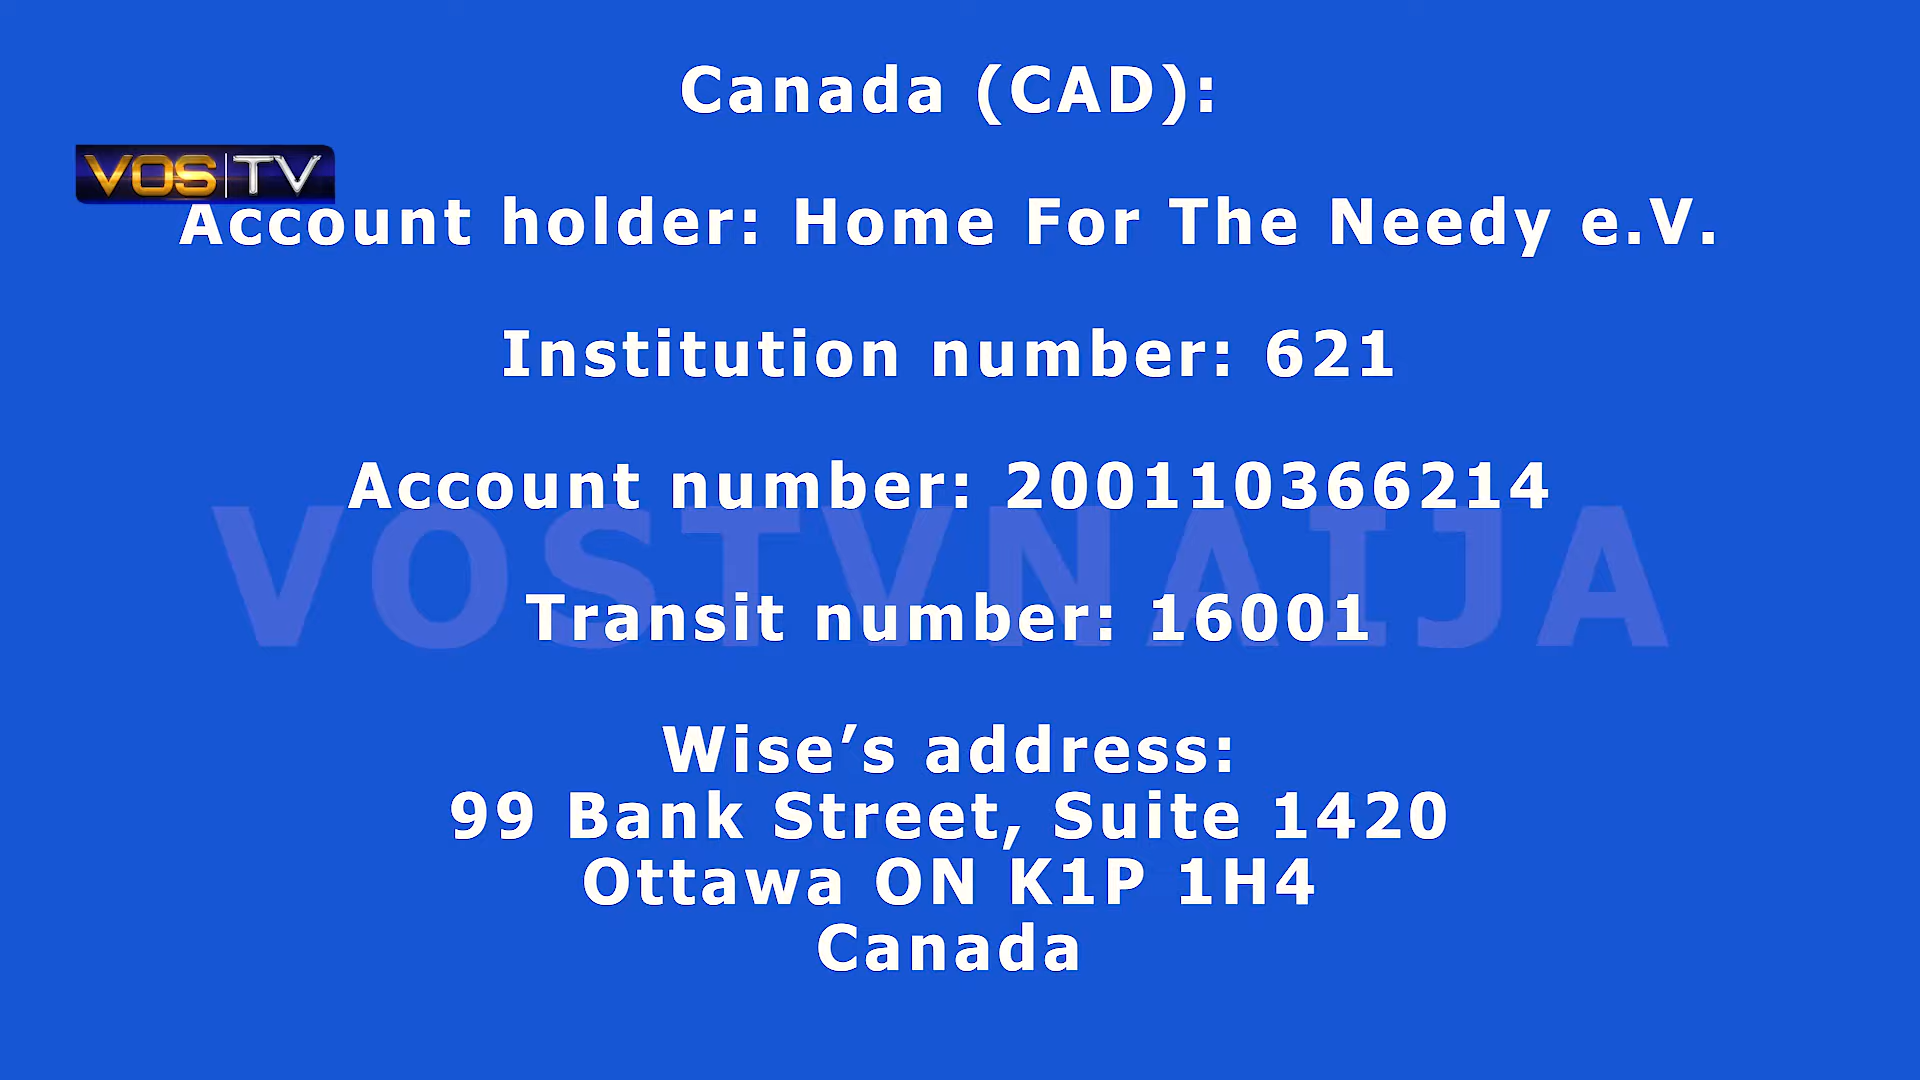 Canada (CAD):
VOS TV
Account holder: Home For The Needy e.V.
Institution number: 621
Account number: 200110366214
VOSTVNAIJA
Transit number: 16001
Wise’s address:
99 Bank Street, Suite 1420
Ottawa ON K1P 1H4
Canada